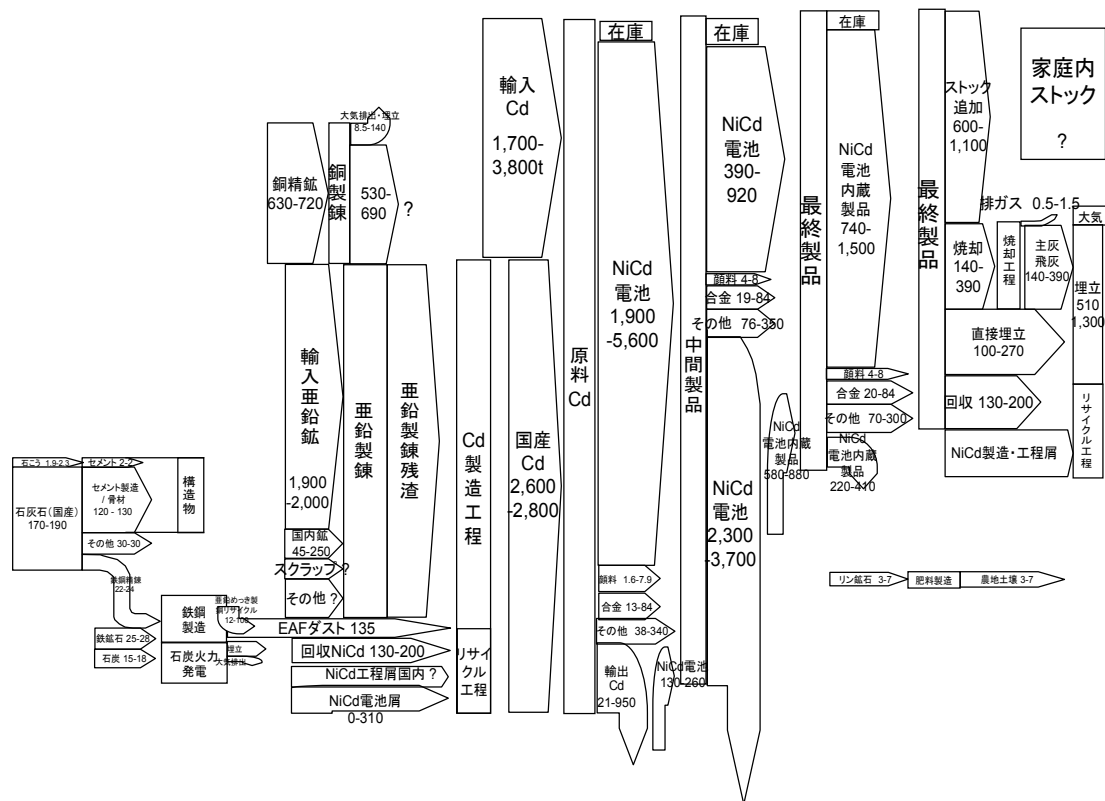 石こう 1.9-2.3
石灰石(国産)
170-190
セメント 2-2
セメント製造
/ 骨材
120 - 130
その他 30-30
構造物
鉄鋼精錬
22-24
鉄鉱石 25-28
石炭 15-18
鉄鋼
製造
石炭火力
発電
亜鉛めっき製
鋼リサイクル
12-100
埋立
大気排出
銅精鉱
630-720
銅製錬
大気排出・埋立
8.5-140
530-
690
?
輸入亜鉛鉱
1,900
-2,000
国内鉱
45-250
スクラップ ?
その他 ?
亜鉛製錬
亜鉛製錬残渣
EAFダスト 135
回収NiCd 130-200
NiCd工程屑国内 ?
NiCd電池屑
0-310
Cd製造工程
リサイ
クル
工程
輸入
Cd
1,700-
3,800t
国産
Cd
2,600
-2,800
原料Cd
在庫
NiCd
電池
1,900
-5,600
顔料 1.6-7.9
合金 13-84
その他 38-340
輸出
Cd
21-950
NiCd電池
130-260
中間製品
在庫
NiCd
電池
390-
920
顔料 4-8
合金 19-84
その他 76-350
NiCd
電池
2,300
-3,700
NiCd
電池内蔵
製品
580-880
最終製品
在庫
NiCd
電池
内蔵
製品
740-
1,500
顔料 4-8
合金 20-84
その他 70-300
NiCd
電池内蔵
製品
220-410
最終製品
ストック
追加
600-
1,100
焼却
140-
390
焼却工程
排ガス 0.5-1.5
主灰
飛灰
140-390
直接埋立
100-270
回収 130-200
NiCd製造・工程屑
家庭内
ストック
?
大気
埋立
510
1,300
リサイクル工程
リン鉱石 3-7
肥料製造
農地土壌 3-7